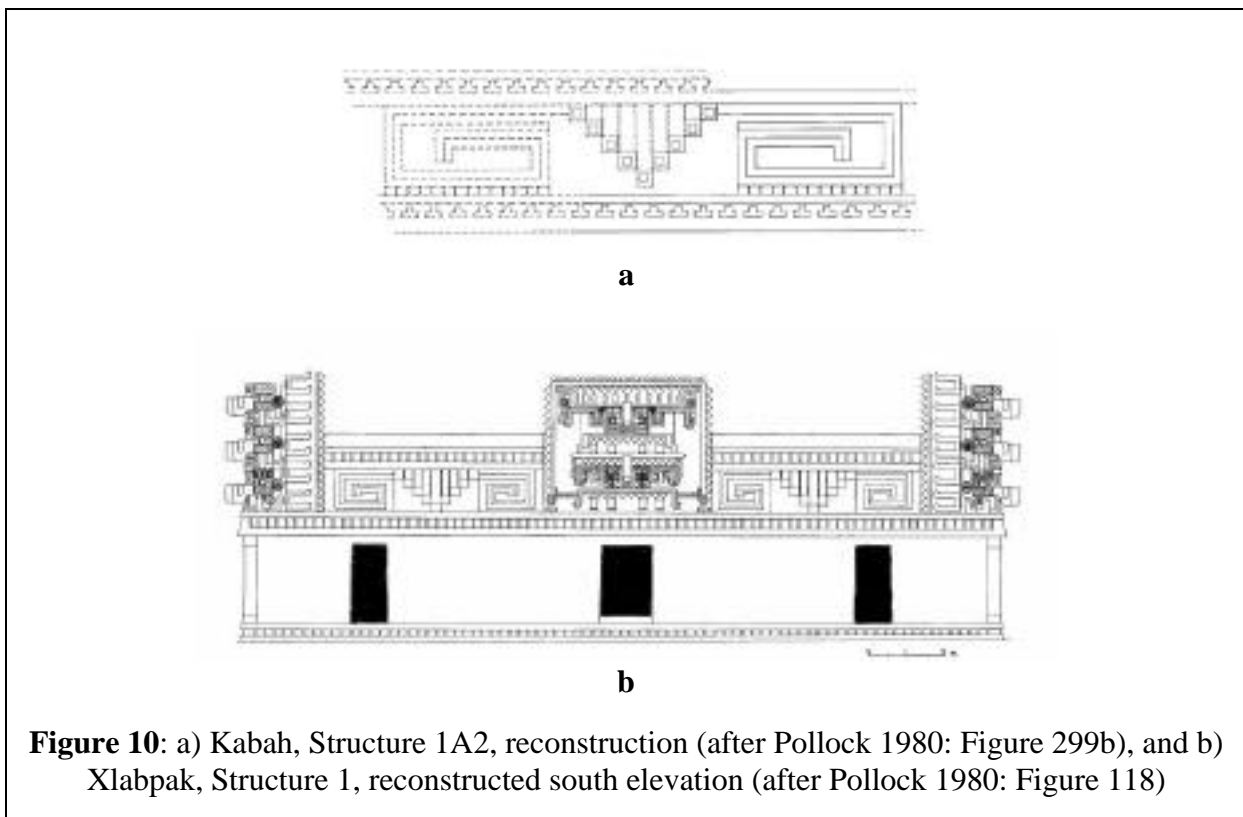 a
b
Figure 10: a) Kabah, Structure 1A2, reconstruction (after Pollock 1980: Figure 299b), and b)
Xlabpak, Structure 1, reconstructed south elevation (after Pollock 1980: Figure 118)